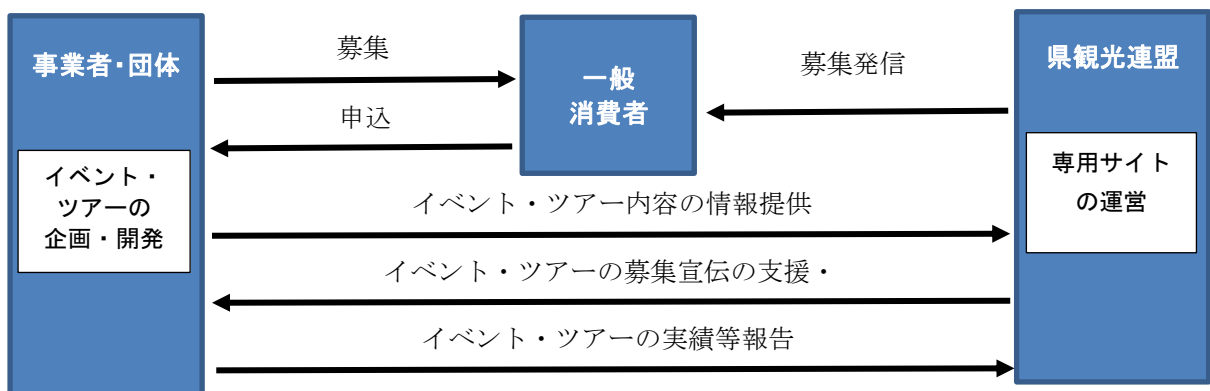 事業者・団体
イベント・
ツアーの
企画・開発
募集
申込
一般
消費者
募集発信
県観光連盟
専用サイト
の運営
イベント・ツアー内容の情報提供
イベント・ツアーの募集宣伝の支援・
イベント・ツアーの実績等報告